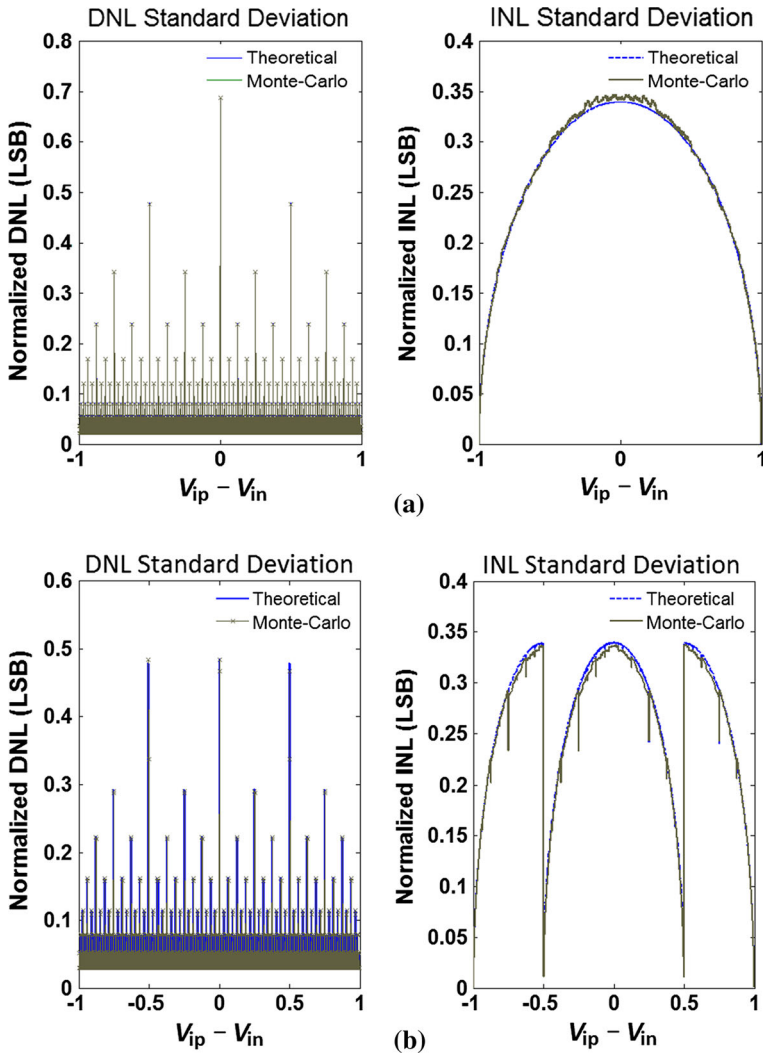 DNL Standard Deviation
Normalized DNL (LSB)
0.8
0.7
0.6
0.5
0.4
0.3
0.2
0.1
0
Theoretical
Monte-Carlo
-1
0
1
Vip − Vin
INL Standard Deviation
Normalized INL (LSB)
0.4
0.35
0.3
0.25
0.2
0.15
0.1
0.05
0
Theoretical
Monte-Carlo
-1
0
1
Vip − Vin
(a)
DNL Standard Deviation
Normalized DNL (LSB)
0.6
0.5
0.4
0.3
0.2
0.1
0
Theoretical
Monte-Carlo
-1
-0.5
0
0.5
1
Vip − Vin
INL Standard Deviation
Normalized INL (LSB)
0.4
0.35
0.3
0.25
0.2
0.15
0.1
0.05
0
Theoretical
Monte-Carlo
-1
-0.5
0
0.5
1
Vip − Vin
(b)